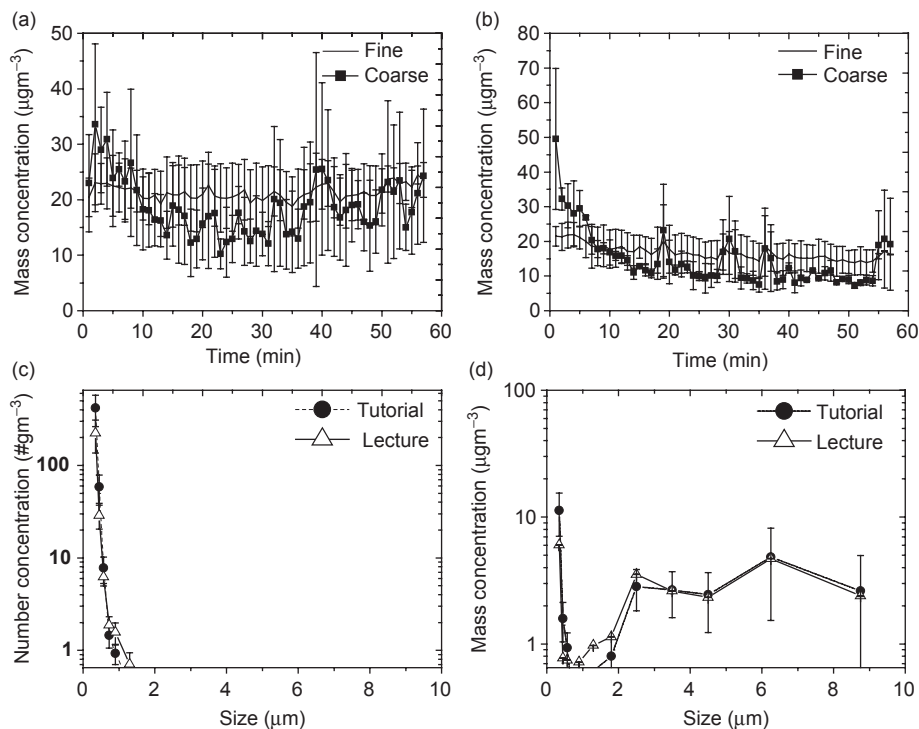 (a)
50
40
30
20
10
0
Mass concentration (μgm⁻³)
Fine
Coarse
0 10 20 30 40 50 60
Time (min)
(b)
80
70
60
50
40
30
20
10
0
Mass concentration (μgm⁻³)
Fine
Coarse
0 10 20 30 40 50 60
Time (min)
(c)
100
10
1
Number concentration (#gm⁻³)
Tutorial
Lecture
0 2 4 6 8 10
Size (μm)
(d)
100
10
1
Mass concentration (μgm⁻³)
Tutorial
Lecture
0 2 4 6 8 10
Size (μm)